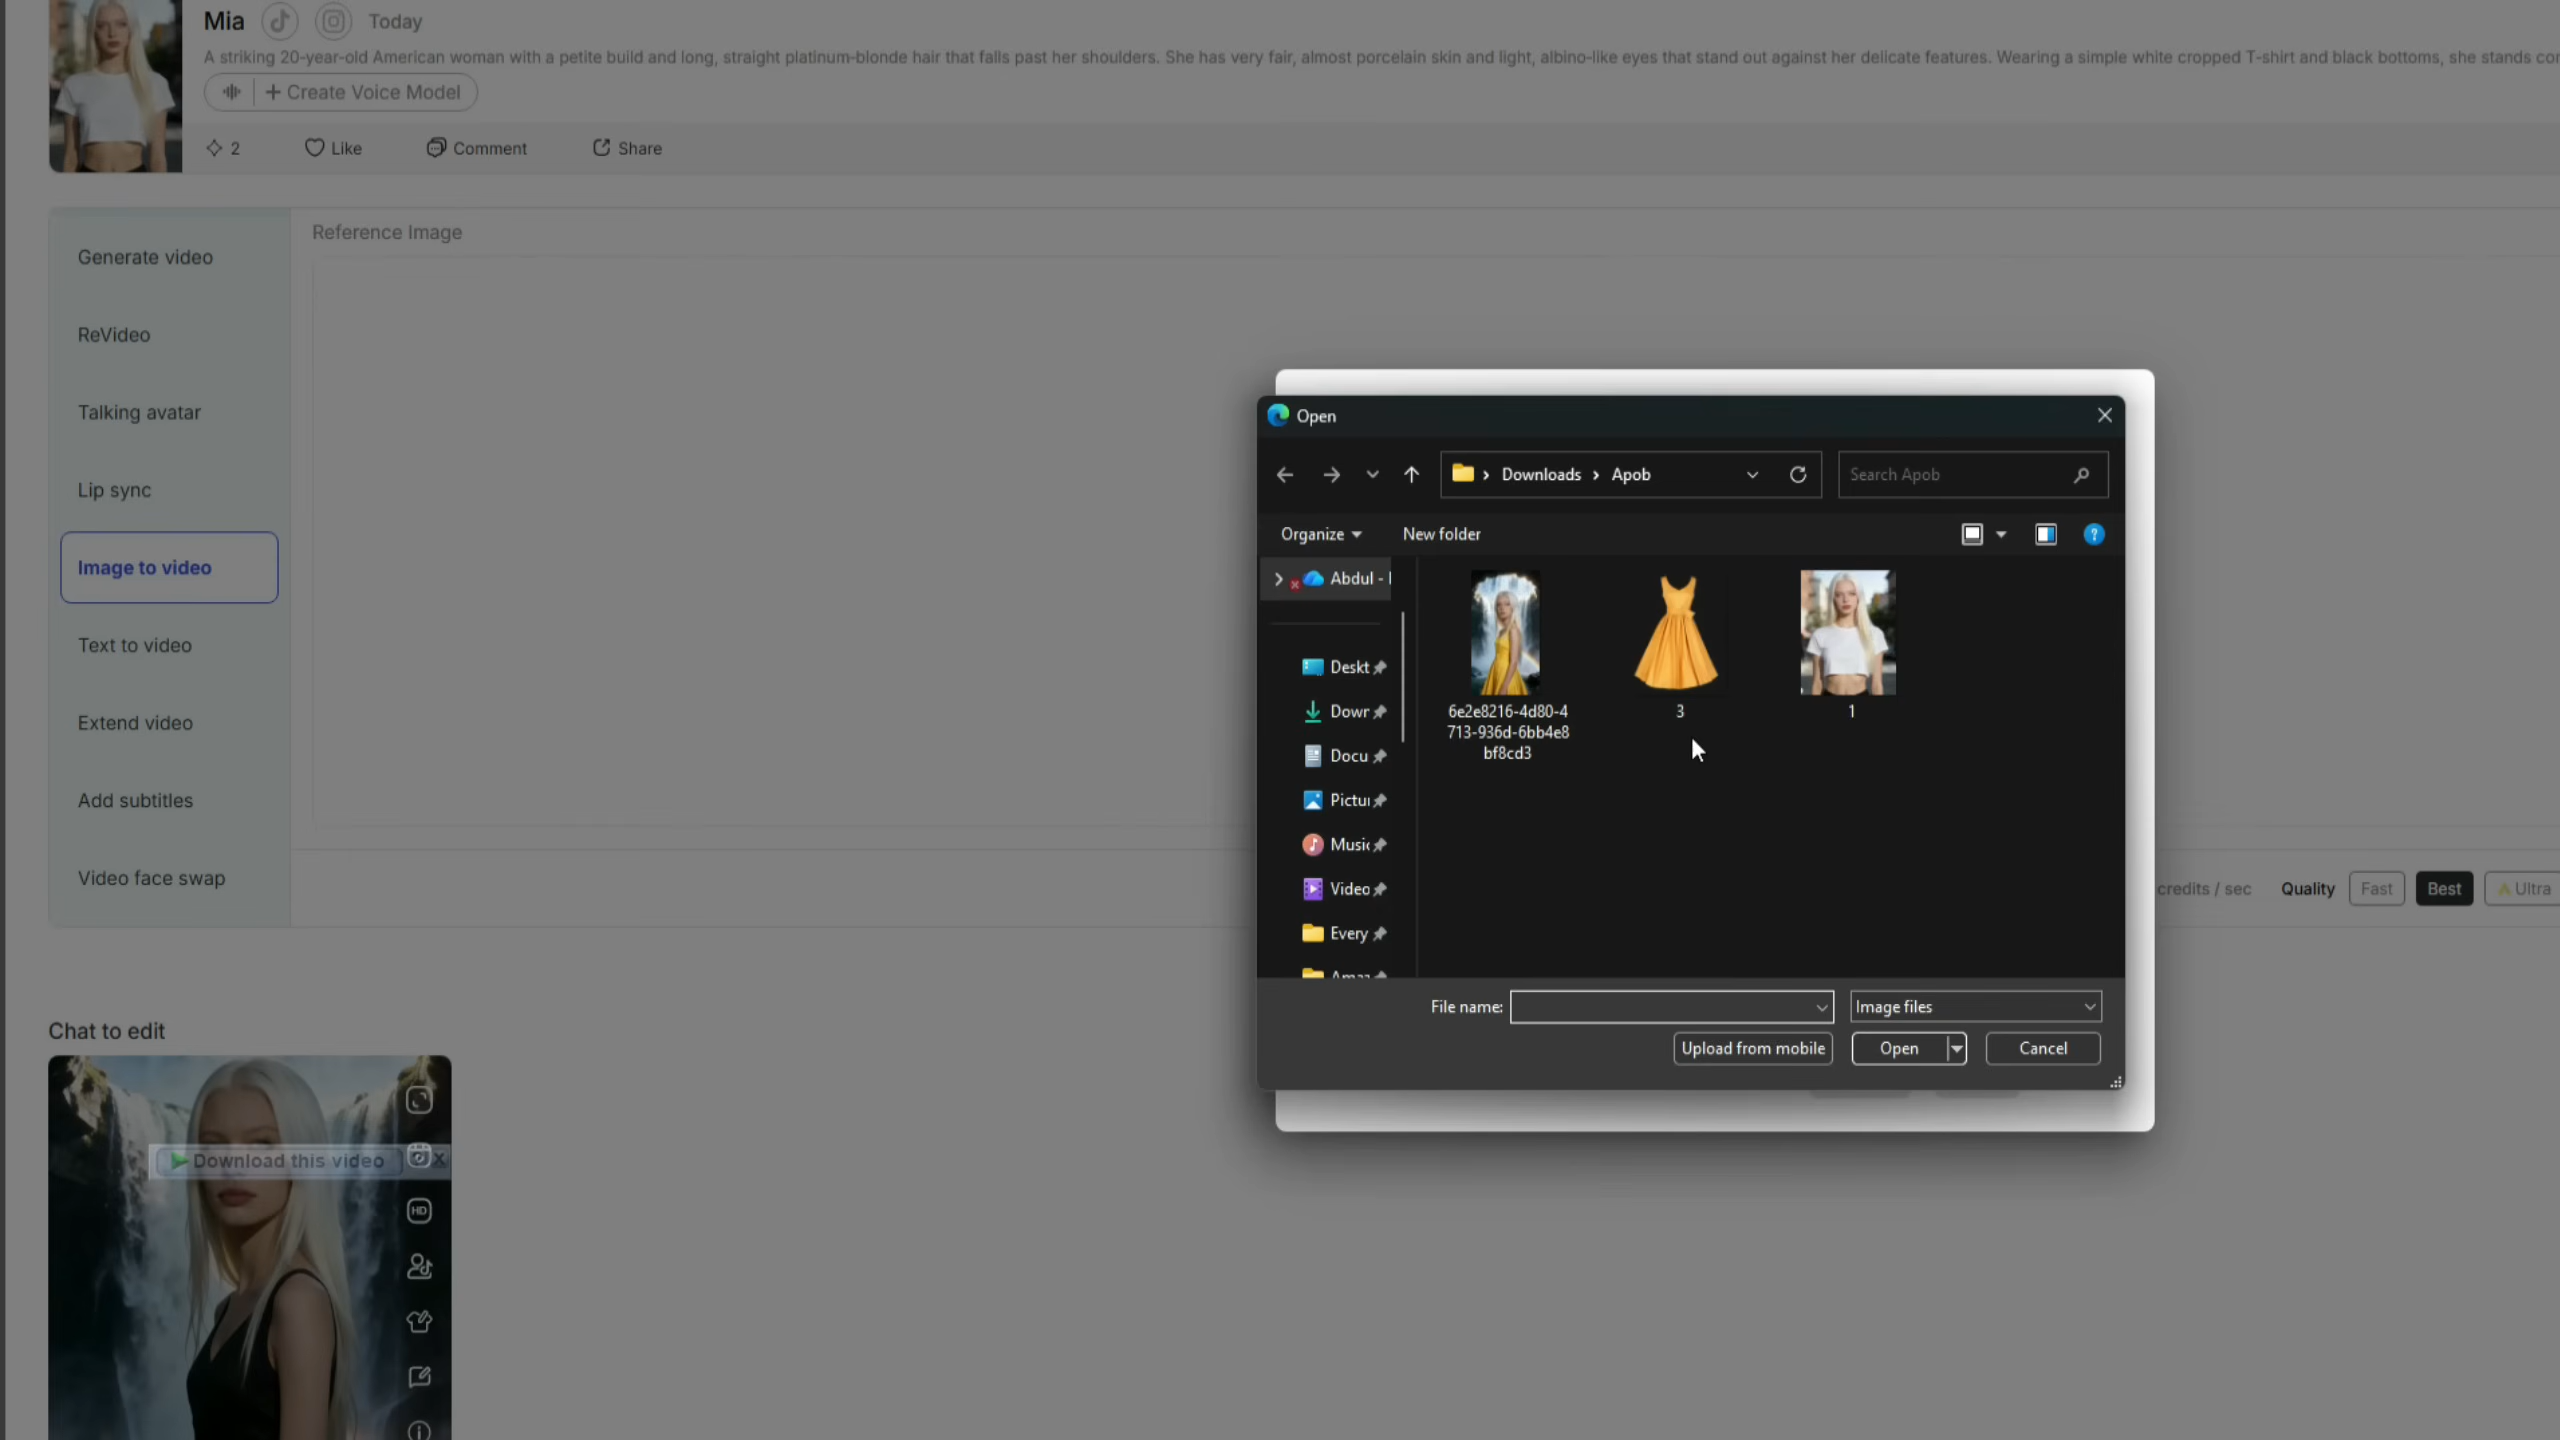 Mia
Today
A striking 20-year-old American woman with a petite build and long, straight platinum-blonde hair that falls past her shoulders. She has very fair, almost porcelain skin and light, albino-like eyes that stand out against her delicate features. Wearing a simple white cropped T-shirt and black bottoms, she stands
+ Create Voice Model
2
Like
Comment
Share
Reference Image
Generate video
ReVideo
Talking avatar
Lip sync
Image to video
Text to video
Extend video
Add subtitles
Video face swap
Open
Downloads
Apob
Search Apob
Organize
New folder
Abdul -
Deskt
Dowr
Docu
Pictur
Music
Video
Every
6e2e8216-4d80-4
713-936d-6bb4e8
bf8cd3
3
1
File name:
Image files
Upload from mobile
Open
Cancel
credits / sec
Quality
Fast
Best
Ultra
Chat to edit
Download this video
X
HD